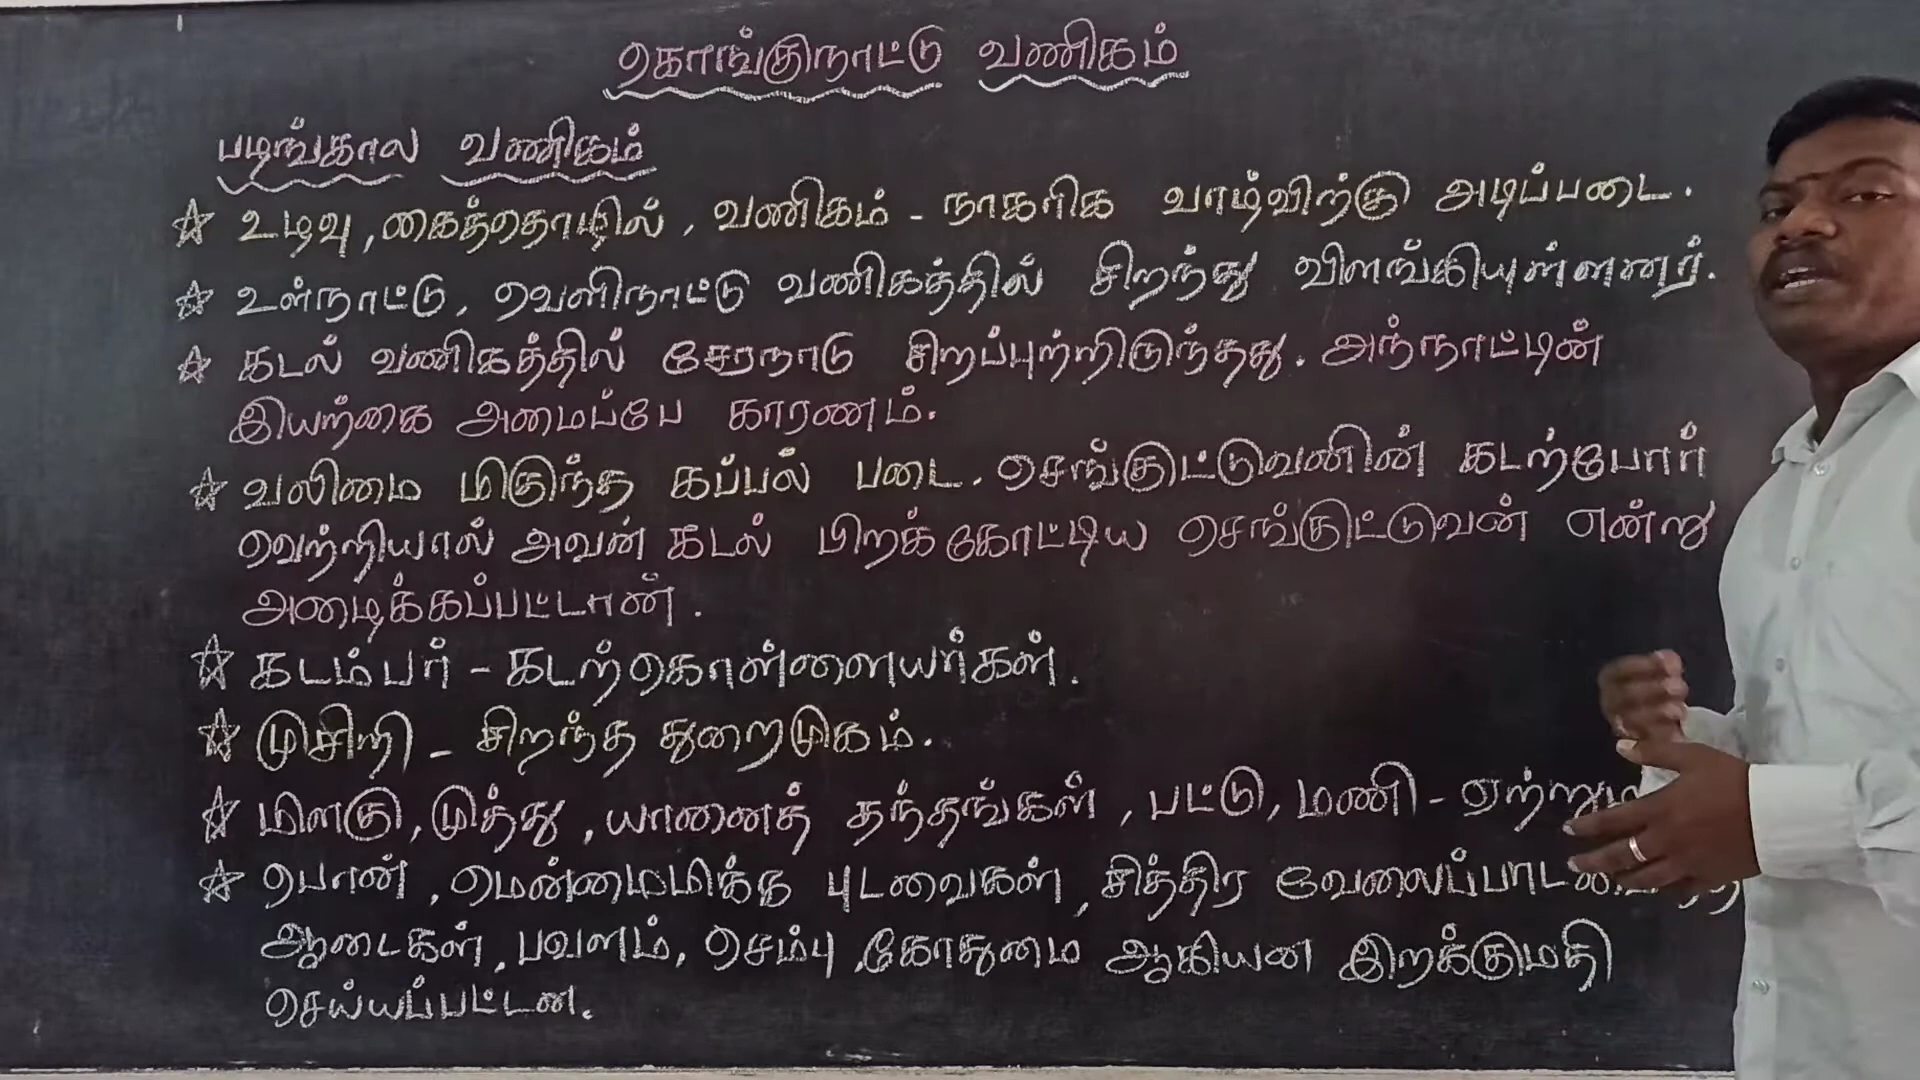 கொங்குநாட்டு வணிகம்
பழங்கால வணிகம்
☆ உழவு, கைத்தொழில், வணிகம் - நாகரிக வாழ்விற்கு அடிப்படை.
☆ உள்நாட்டு, வெளிநாட்டு வணிகத்தில் சிறந்து விளங்கியுள்ளனர்.
☆ கடல் வணிகத்தில் சேரநாடு சிறப்புற்றிருந்தது. அந்நாட்டின்
இயற்கை அமைப்பே காரணம்.
☆ வலிமை மிகுந்த கப்பல் படை. செங்குட்டுவனின் கடற்போர்
வெற்றியால் அவன் கடல் பிறக்கோட்டிய செங்குட்டுவன் என்று
அழைக்கப்பட்டான்.
☆ கடம்பர் - கடற்கொள்ளையர்கள்.
☆ முசிறி - சிறந்த துறைமுகம்.
☆ மிளகு, முத்து, யானைத் தந்தங்கள், பட்டு, மணி -
☆ பொன், மென்மைமிக்க புடவைகள், சித்திர
ஆடைகள், பவளம், செம்பு, கோதுமை ஆகியன இறக்குமதி
செய்யப்பட்டன.